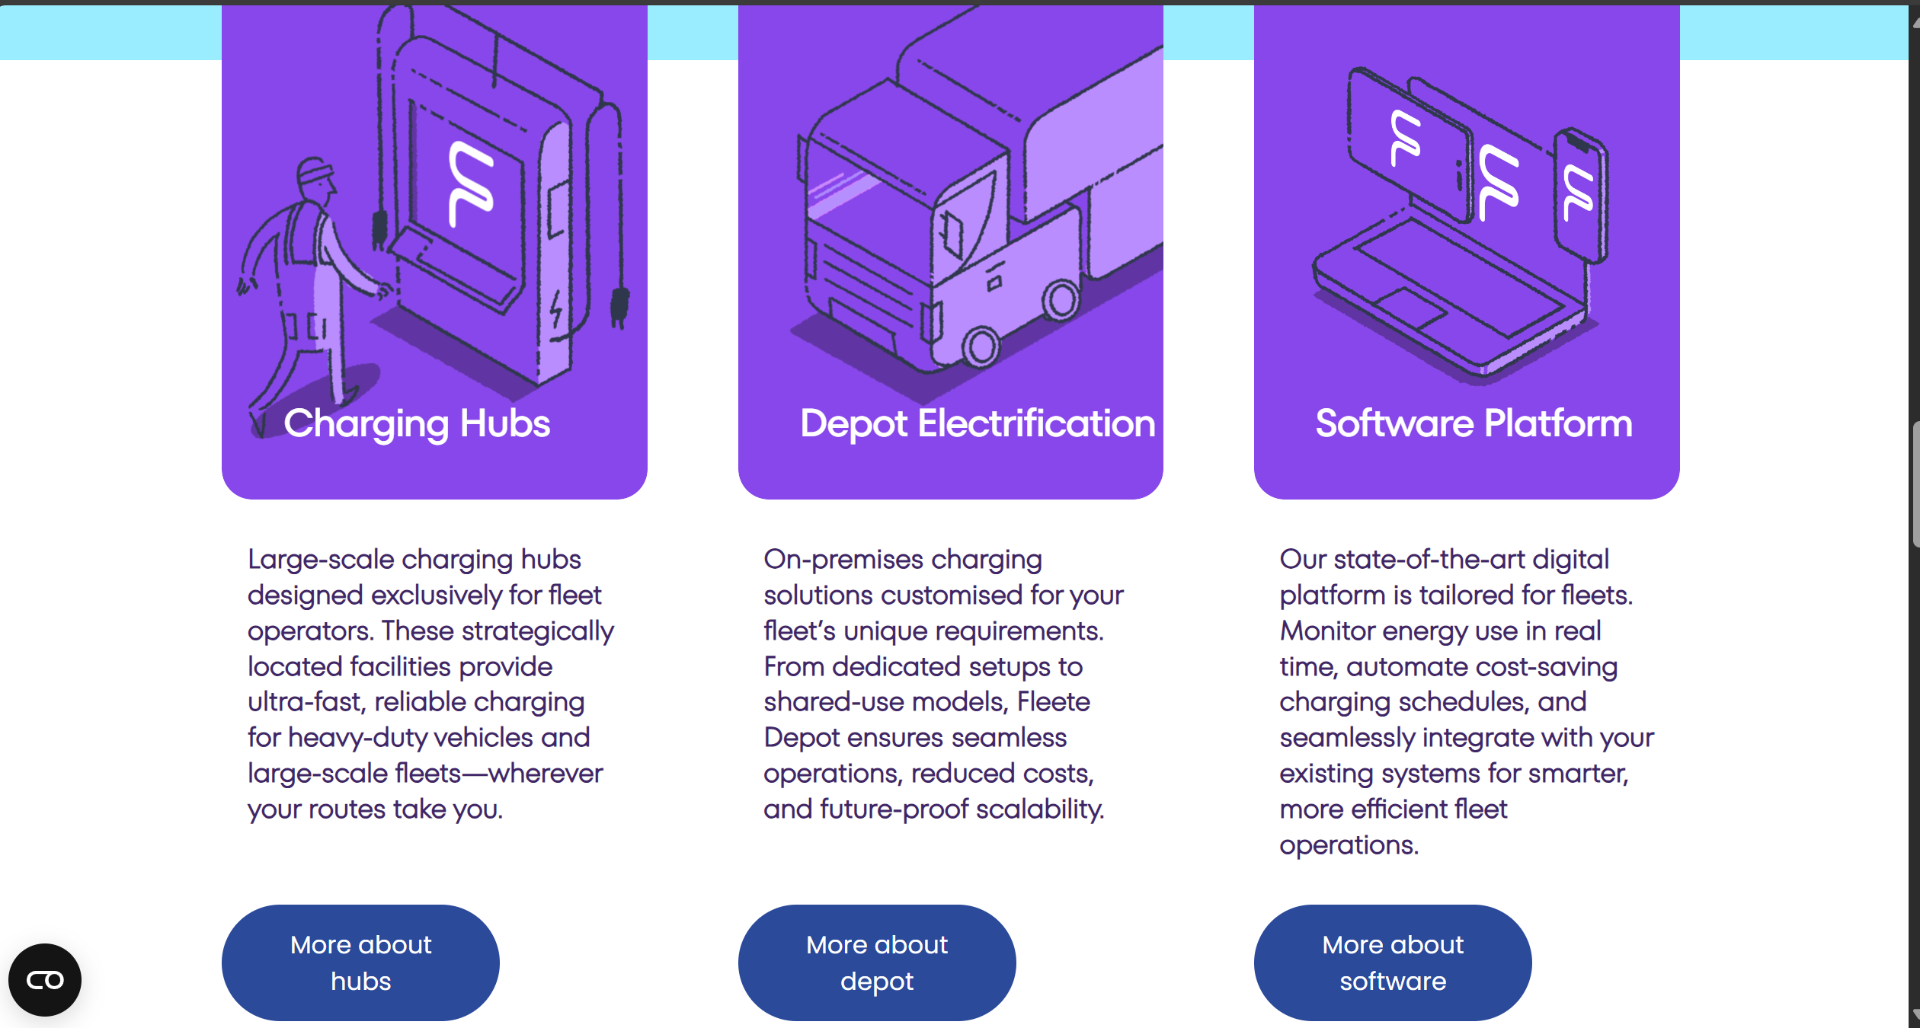 Charging Hubs
Large-scale charging hubs
designed exclusively for fleet
operators. These strategically
located facilities provide
ultra-fast, reliable charging
for heavy-duty vehicles and
large-scale fleets—wherever
your routes take you.
More about
hubs
Depot Electrification
On-premises charging
solutions customised for your
fleet’s unique requirements.
From dedicated setups to
shared-use models, Fleete
Depot ensures seamless
operations, reduced costs,
and future-proof scalability.
More about
depot
Software Platform
Our state-of-the-art digital
platform is tailored for fleets.
Monitor energy use in real
time, automate cost-saving
charging schedules, and
seamlessly integrate with your
existing systems for smarter,
more efficient fleet
operations.
More about
software